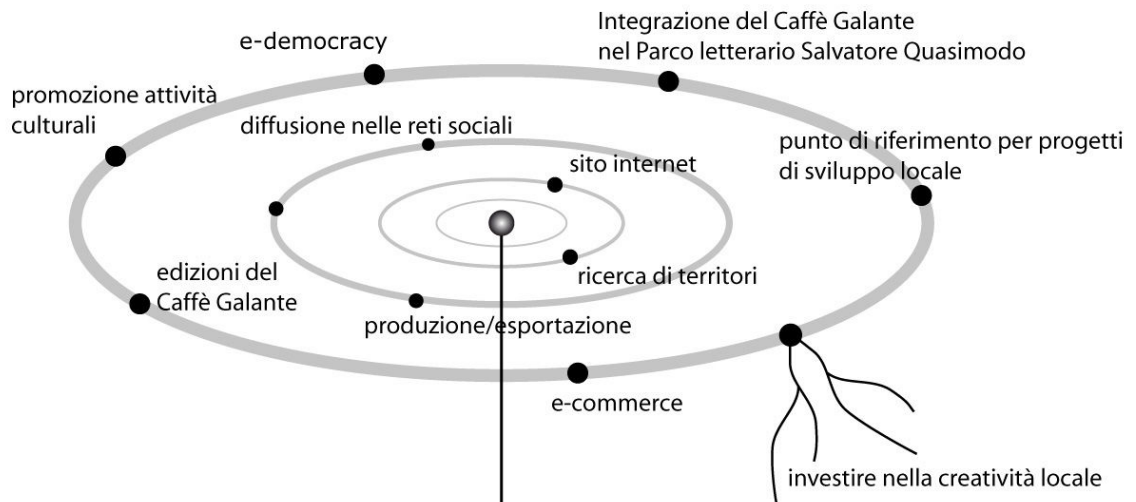 Integrazione del Caffè Galante
nel Parco letterario Salvatore Quasimodo
e-democracy
promozione attività
culturali
diffusione nelle reti sociali
punto di riferimento per progetti
di sviluppo locale
sito internet
edizioni del
Caffè Galante
ricerca di territori
produzione/esportazione
e-commerce
investire nella creatività locale